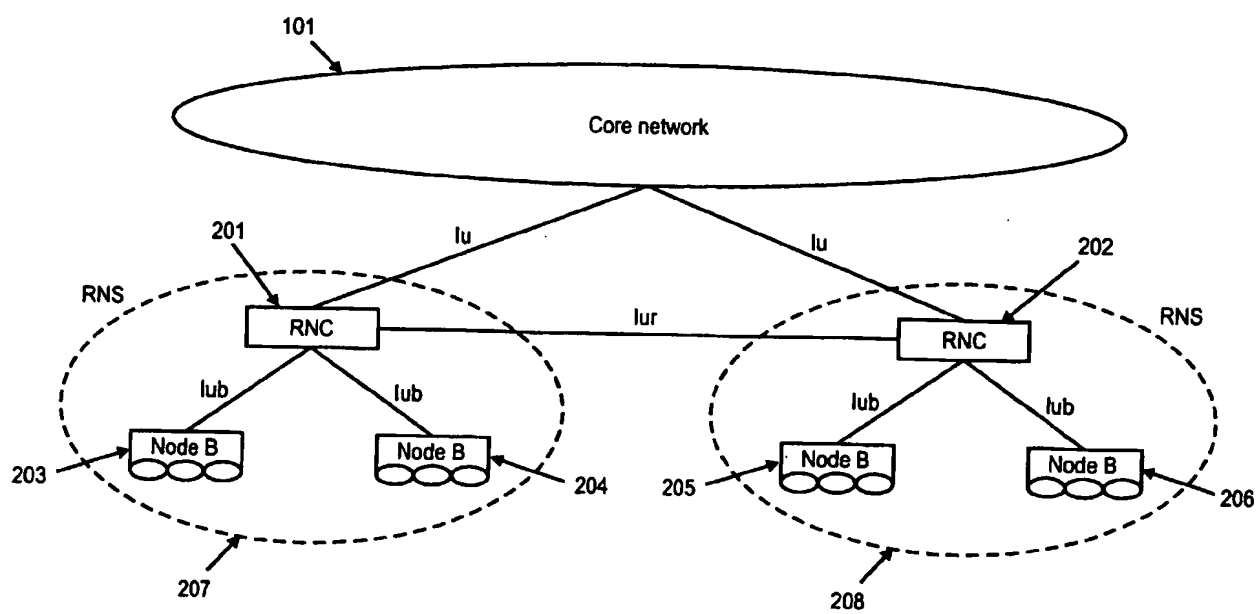 101
Core network
201
Iu
Iu
202
RNS
RNC
Iur
RNC
RNS
Iub
Iub
Iub
Iub
203
Node B
Node B
204
205
Node B
Node B
206
207
208